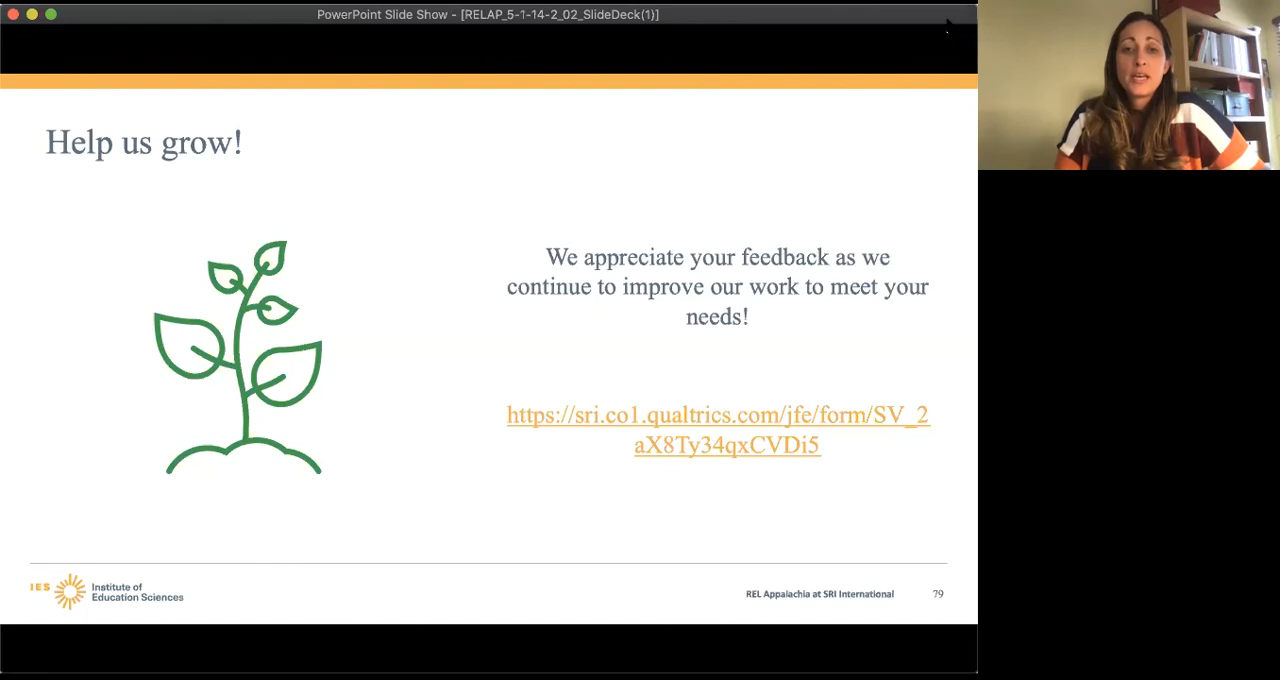 PowerPoint Slide Show - [RELAP_5-1-14-2_02_SlideDeck(1)]
Help us grow!
We appreciate your feedback as we
continue to improve our work to meet your
needs!
https://sri.co1.qualtrics.com/jfe/form/SV_2
aX8Ty34qxCVDi5
IES
Institute of
Education Sciences
REL Appalachia at SRI International
79